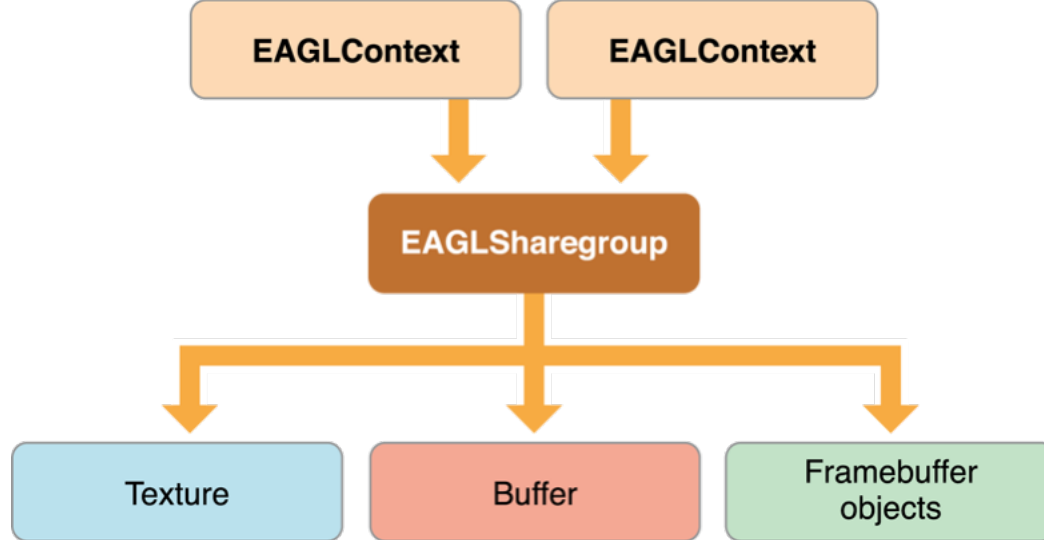 EAGLContext
EAGLContext
EAGLSharegroup
Texture
Buffer
Framebuffer
objects